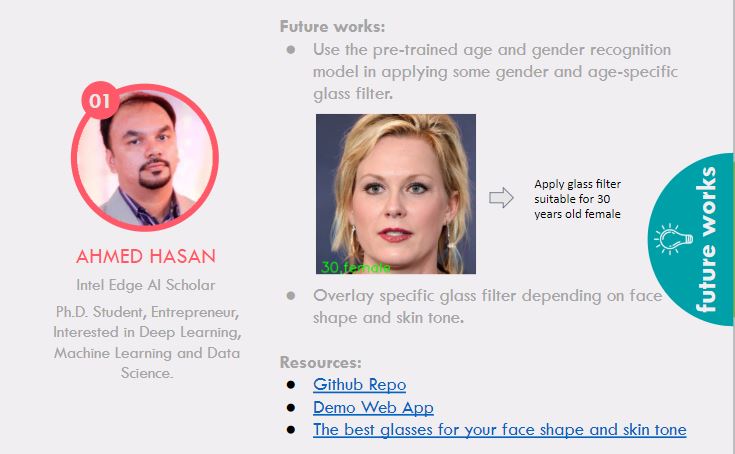 01
AHMED HASAN
Intel Edge AI Scholar
Ph.D. Student, Entrepreneur,
Interested in Deep Learning,
Machine Learning and Data
Science.
Future works:
● Use the pre-trained age and gender recognition
model in applying some gender and age-specific
glass filter.
30,female
Apply glass filter
suitable for 30
years old female
● Overlay specific glass filter depending on face
shape and skin tone.
Resources:
● Github Repo
● Demo Web App
● The best glasses for your face shape and skin tone
future works